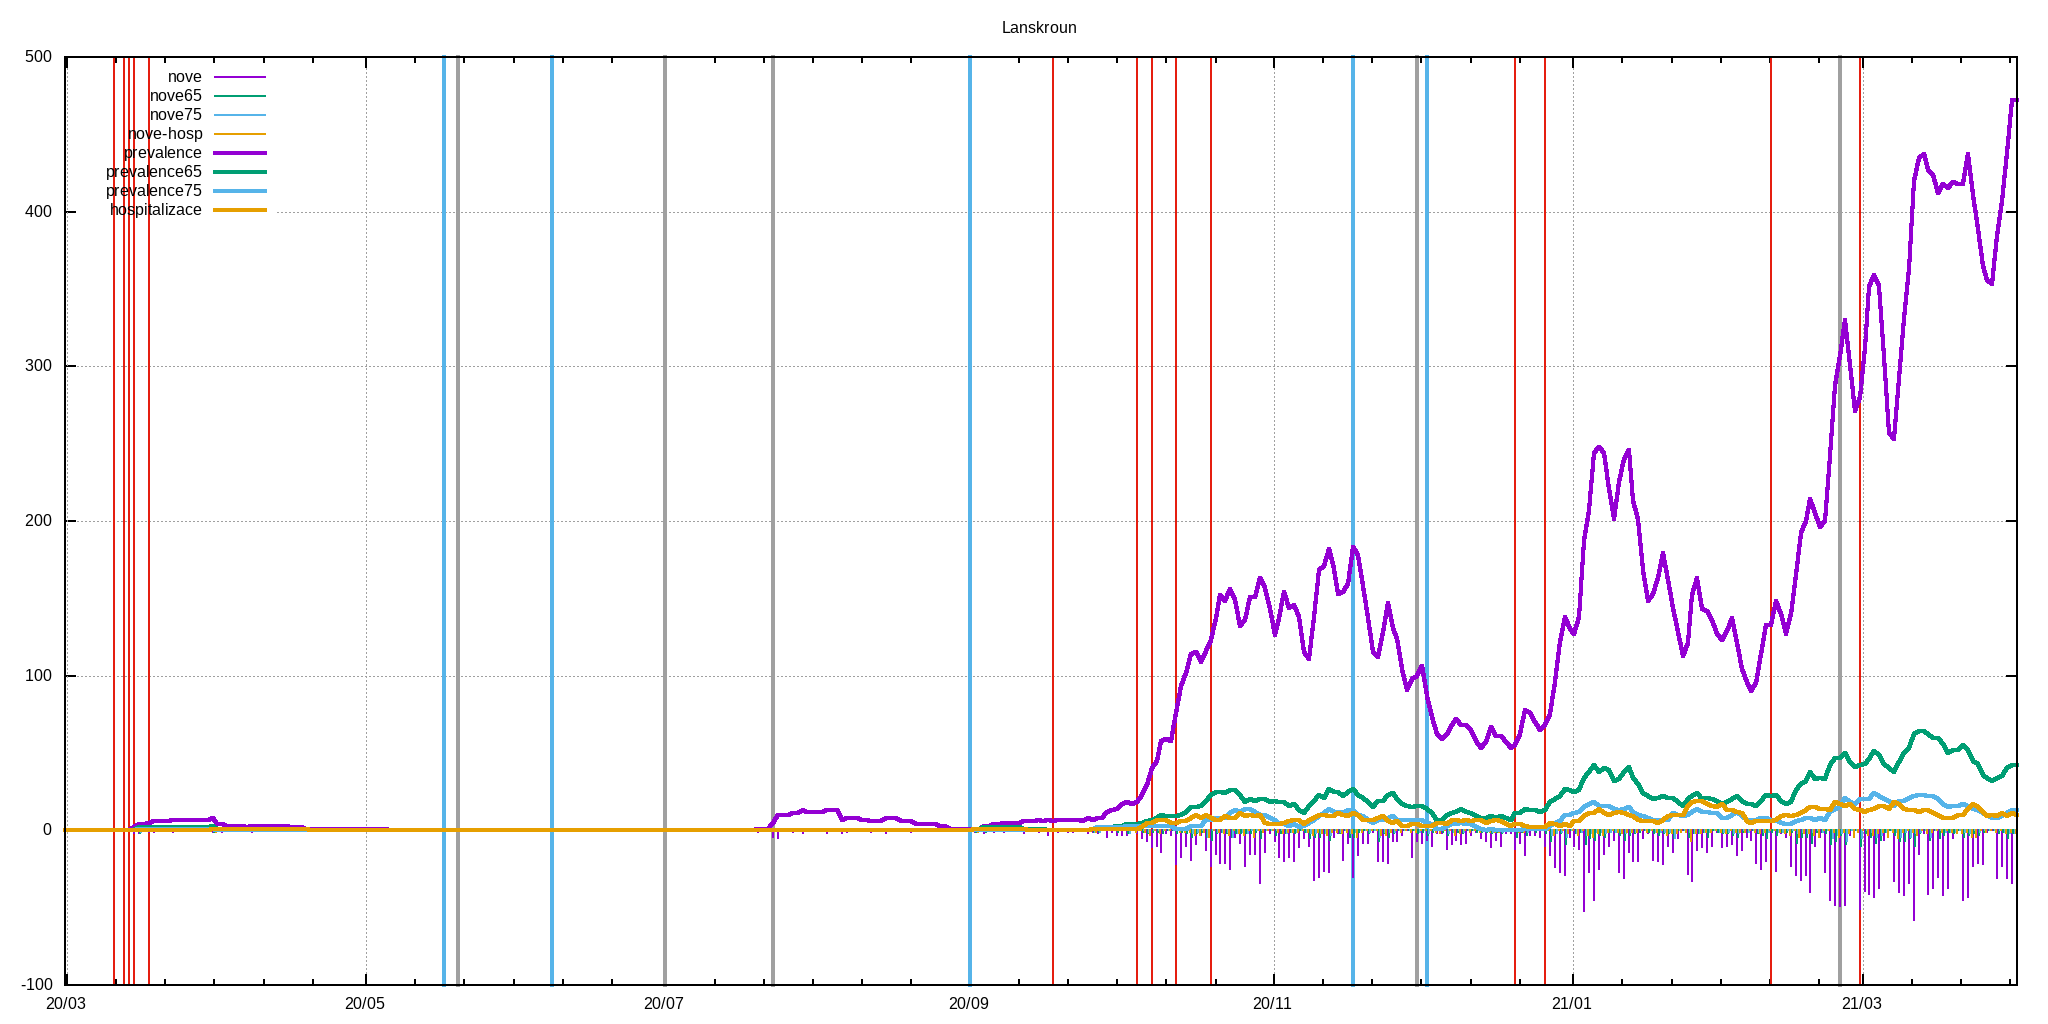 Lanskroun
500
nove
nove65
nove75
nove-hosp
prevalence
prevalence65
prevalence75
hospitalizace
400
300
200
100
0
-100
20/03 20/05 20/07 20/09 20/11 21/01 21/03